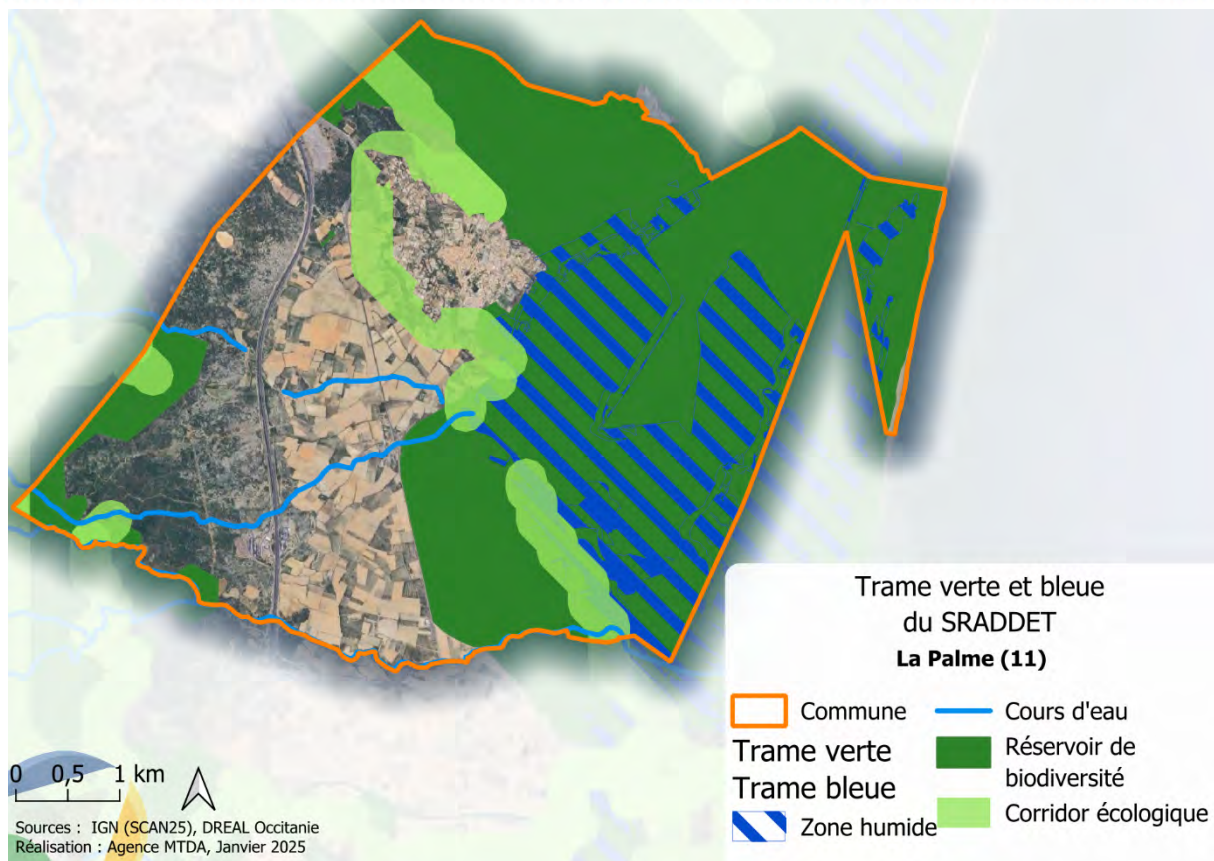 Trame verte et bleue
du SRADDET
La Palme (11)
Commune
Cours d'eau
Trame verte
Réservoir de
biodiversité
Trame bleue
Zone humide
Corridor écologique
0 0,5 1 km
Sources : IGN (SCAN25), DREAL Occitanie
Réalisation : Agence MTDA, Janvier 2025